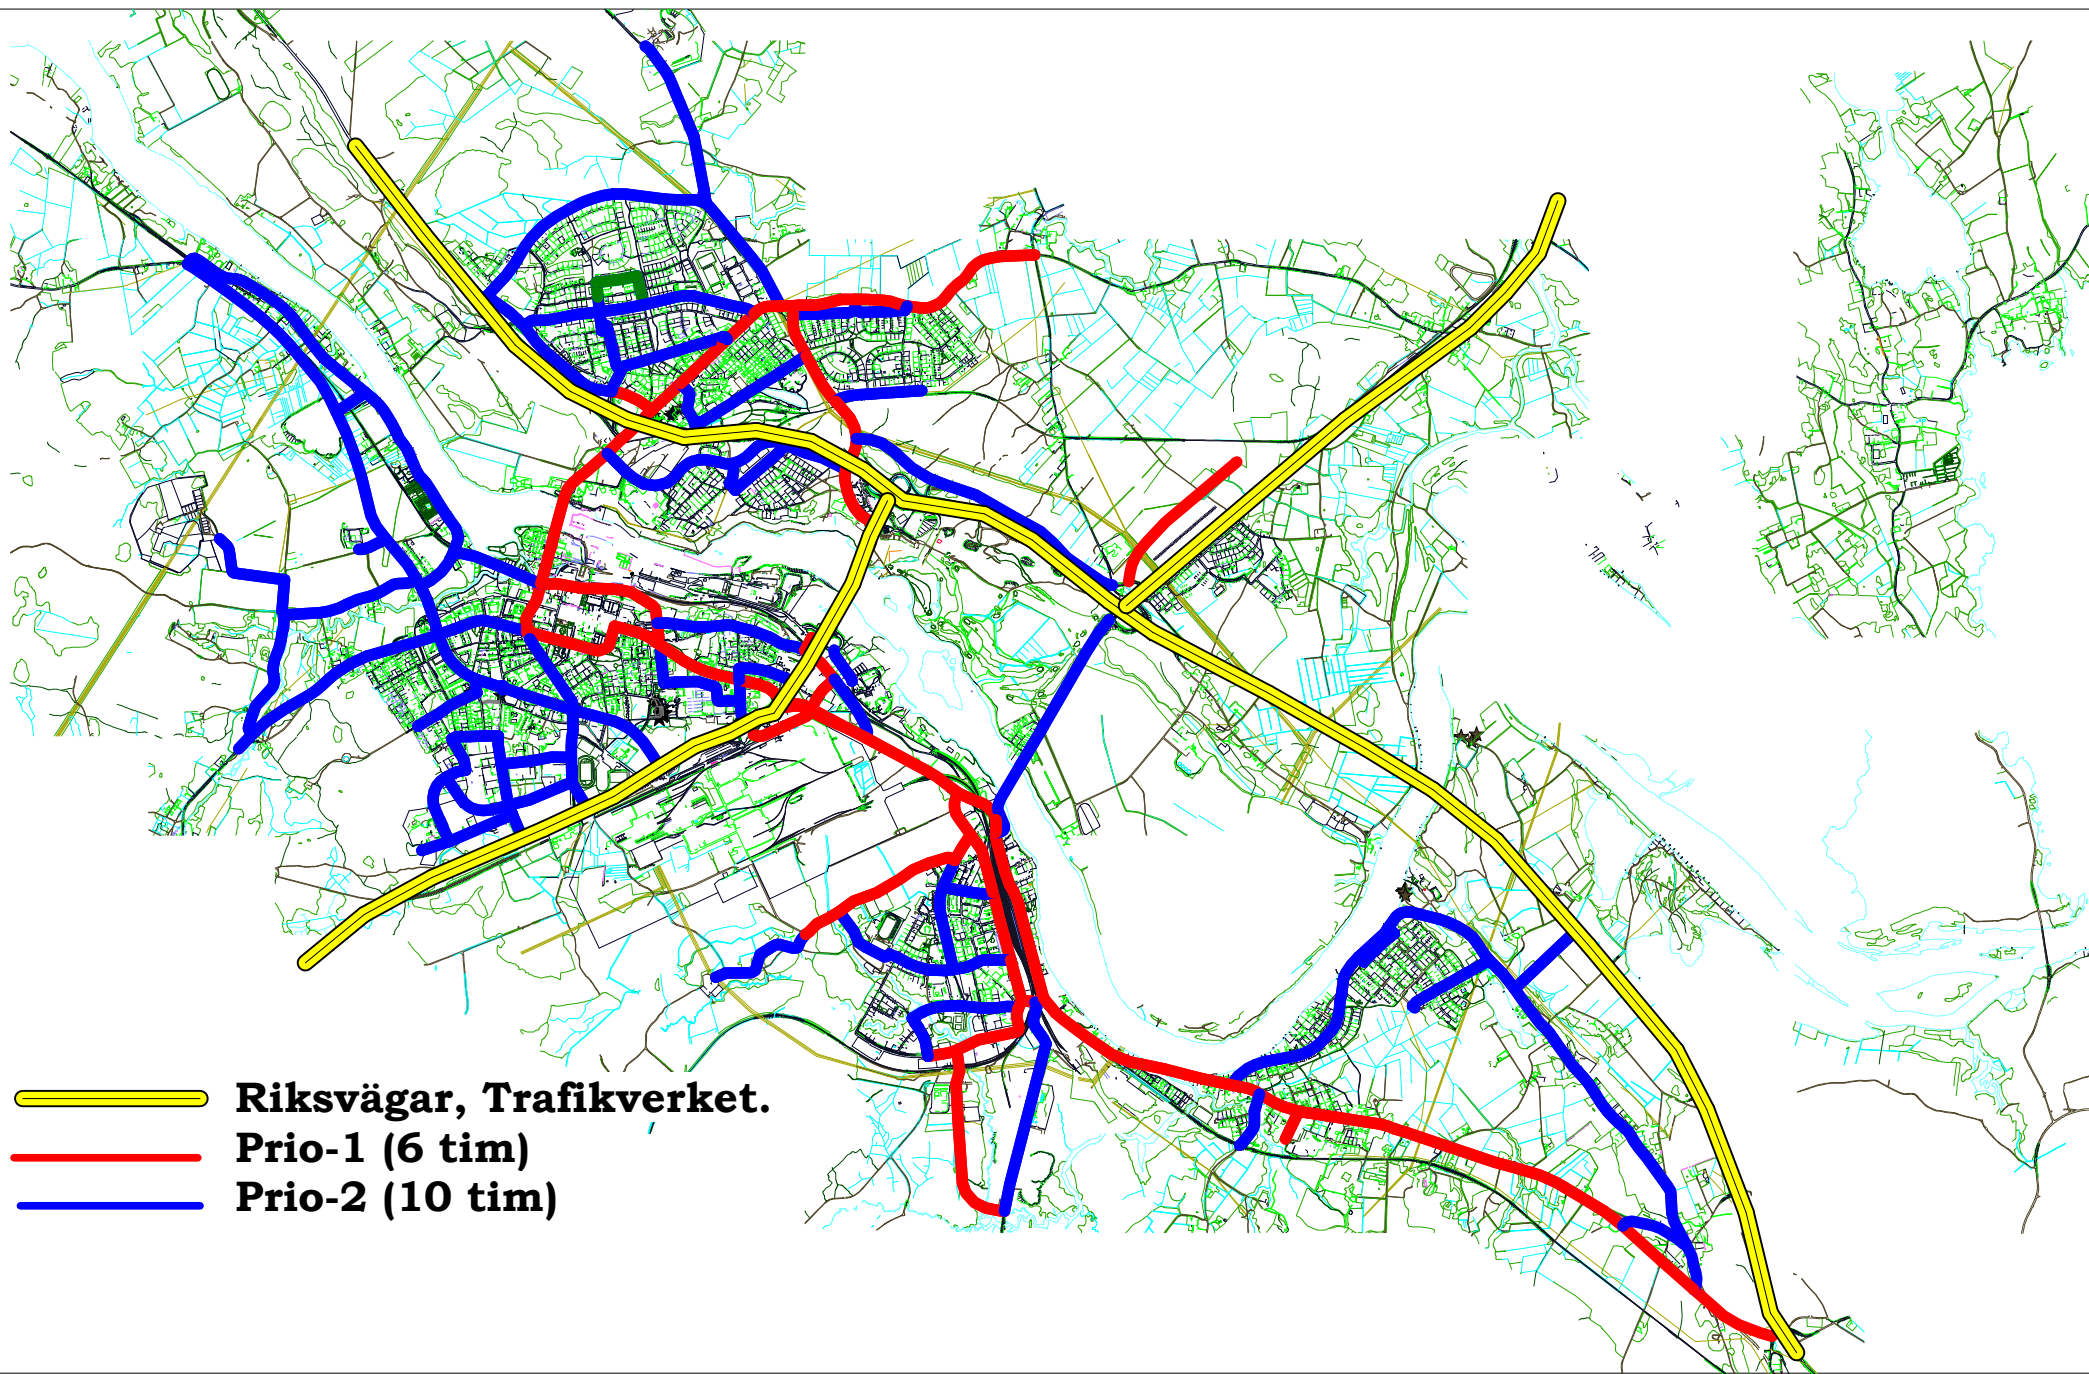 Riksvägar, Trafikverket.
Prio-1 (6 tim)
Prio-2 (10 tim)